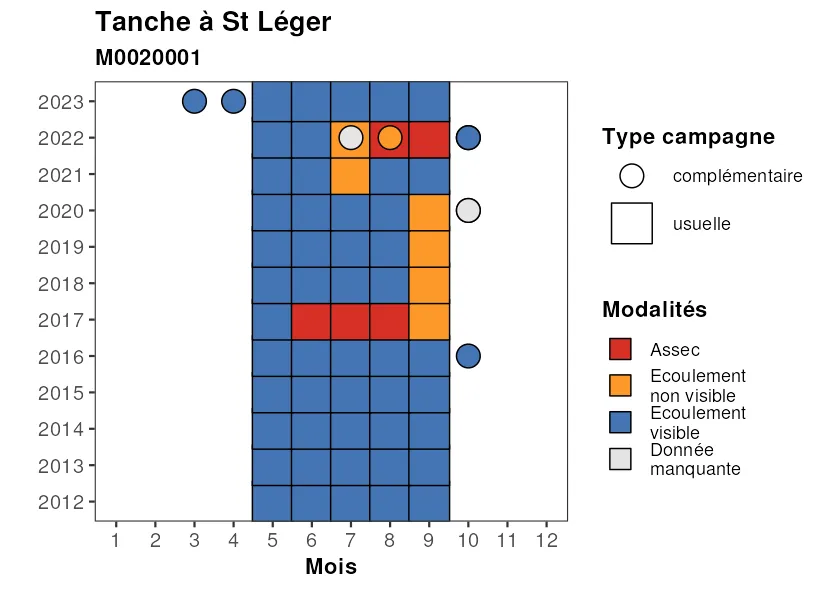 Tanche à St Léger
M0020001
2023
2022
2021
2020
2019
2018
2017
2016
2015
2014
2013
2012
1 2 3 4 5 6 7 8 9 10 11 12
Mois
Type campagne
complémentaire
usuelle
Modalités
Assec
Ecoulement
non visible
Ecoulement
visible
Donnée
manquante